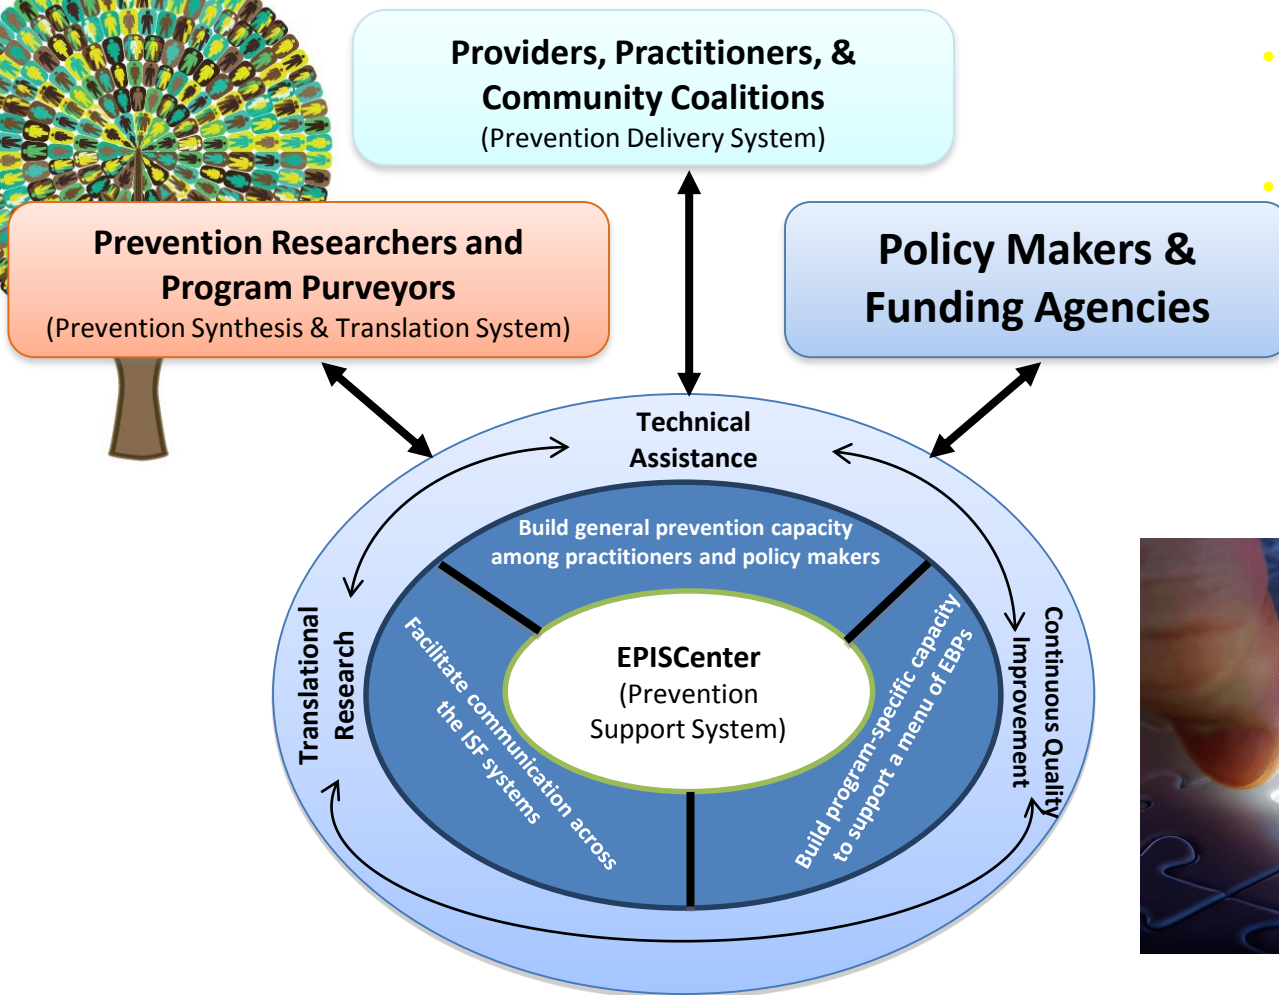 Providers, Practitioners, &
Community Coalitions
(Prevention Delivery System)
Prevention Researchers and
Program Purveyors
(Prevention Synthesis & Translation System)
Policy Makers &
Funding Agencies
Technical
Assistance
Build general prevention capacity
among practitioners and policy makers
Translational
Research
Facilitate communication across
the ISF systems
EPISCenter
(Prevention
Support System)
Build program-specific capacity
to support a menu of EBPs
Continuous Quality
Improvement